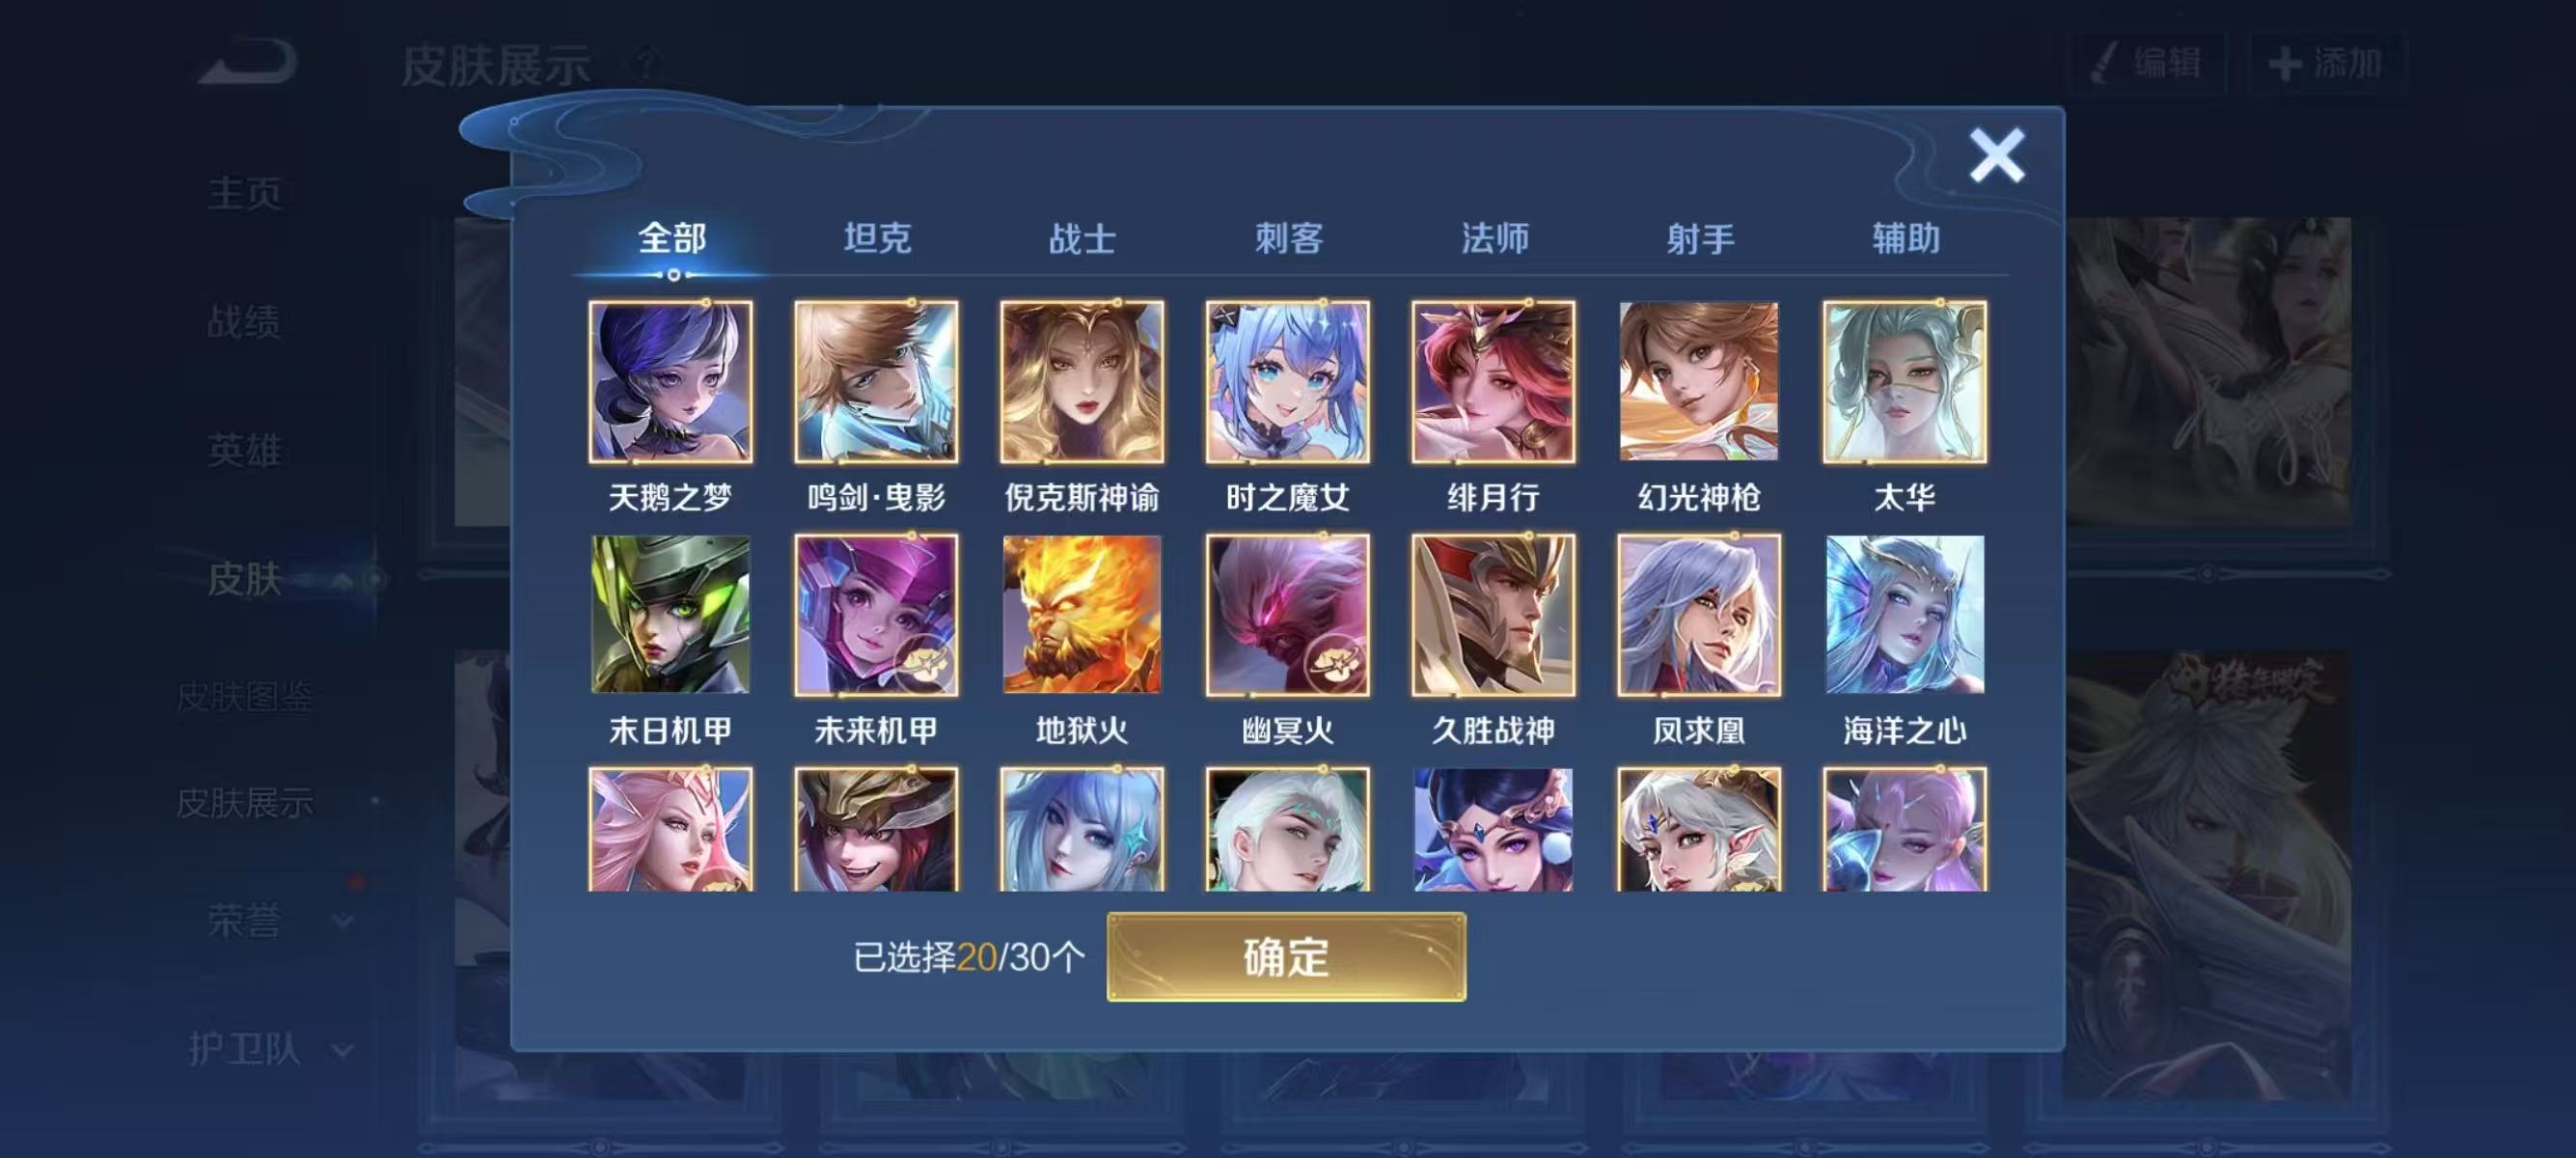 皮肤展示 ?
编辑
添加
主页
战绩
英雄
皮肤
皮肤图鉴
皮肤展示
荣誉
护卫队
全部 坦克 战士 刺客 法师 射手 辅助
天鹅之梦 鸣剑·曳影 倪克斯神谕 时之魔女 绯月行 幻光神枪 太华
末日机甲 未来机甲 地狱火 幽冥火 久胜战神 凤求凰 海洋之心
已选择20/30个
确定
猪年限定